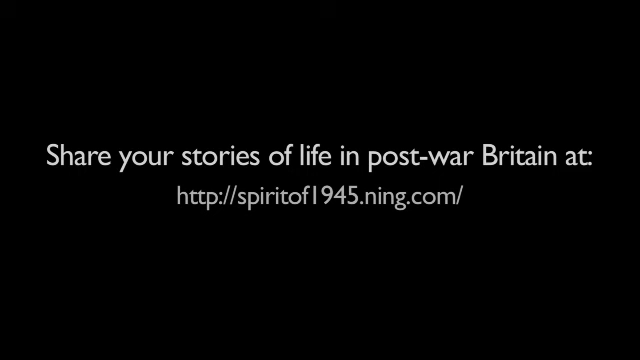 Share your stories of life in post-war Britain at:
http://spiritof1945.ning.com/